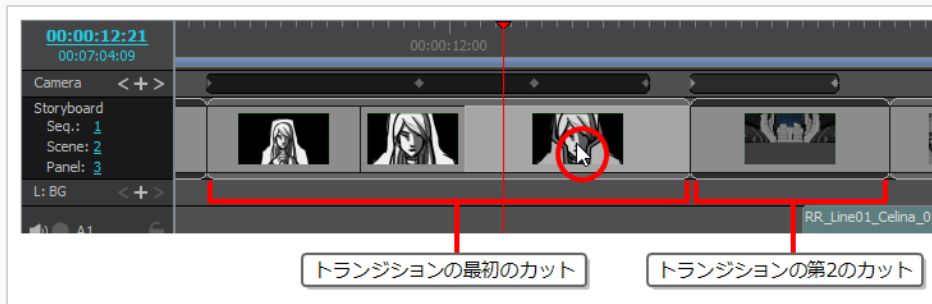 00:00:12:21
00:07:04:09
00:00:12:00
Camera < + >
Storyboard
Seq.: 1
Scene: 2
Panel: 3
L: BG < + >
A1
RR_Line01_Celina_0
トランジションの最初のカット
トランジションの第2のカット